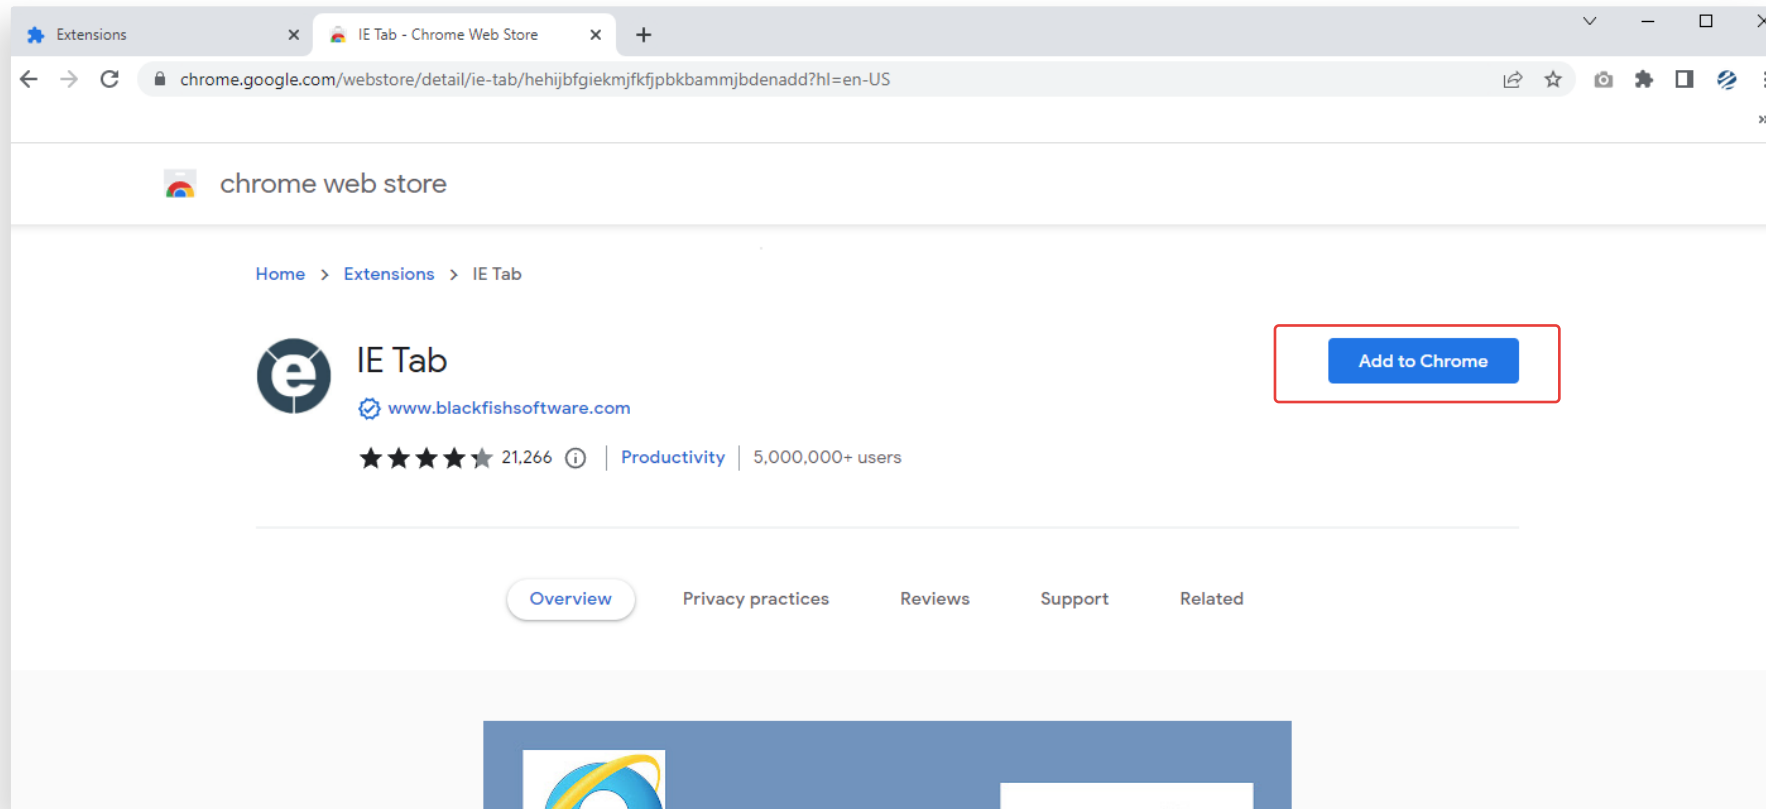 Extensions
IE Tab - Chrome Web Store
chrome.google.com/webstore/detail/ie-tab/hehijbfgiekmjfkfjpbkbammjbdenadd?hl=en-US
chrome web store
Home > Extensions > IE Tab
IE Tab
Add to Chrome
www.blackfishsoftware.com
21,266 | Productivity | 5,000,000+ users
Overview Privacy practices Reviews Support Related